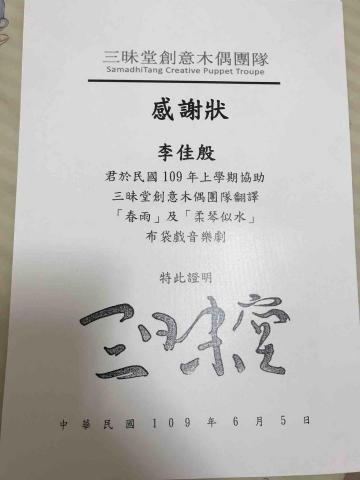 三昧堂創意木偶團隊
SamadhiTang Creative Puppet Troupe
感謝狀
李佳殷
君於民國 109 年上學期協助
三昧堂創意木偶團隊翻譯
「春雨」及「柔琴似水」
布袋戲音樂劇
特此證明
三昧堂
中華民國 109 年 6 月 5 日